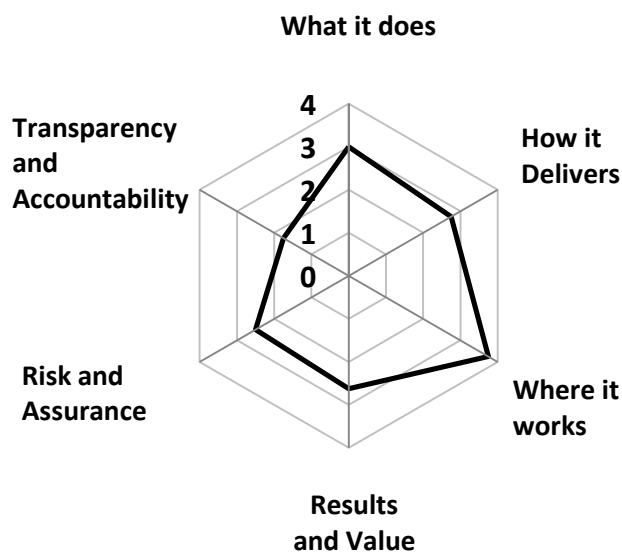 What it does
4
3
2
1
0
How it
Delivers
Where it
works
Results
and Value
Risk and
Assurance
Transparency
and
Accountability